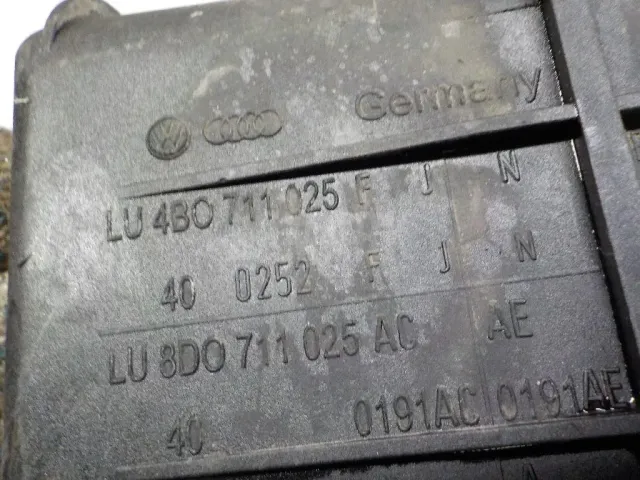 Germany
LU 4B0 711 025 F J N
40 0252 F J N
LU 8D0 711 025 AC AE
40 0191AC 0191AE
A